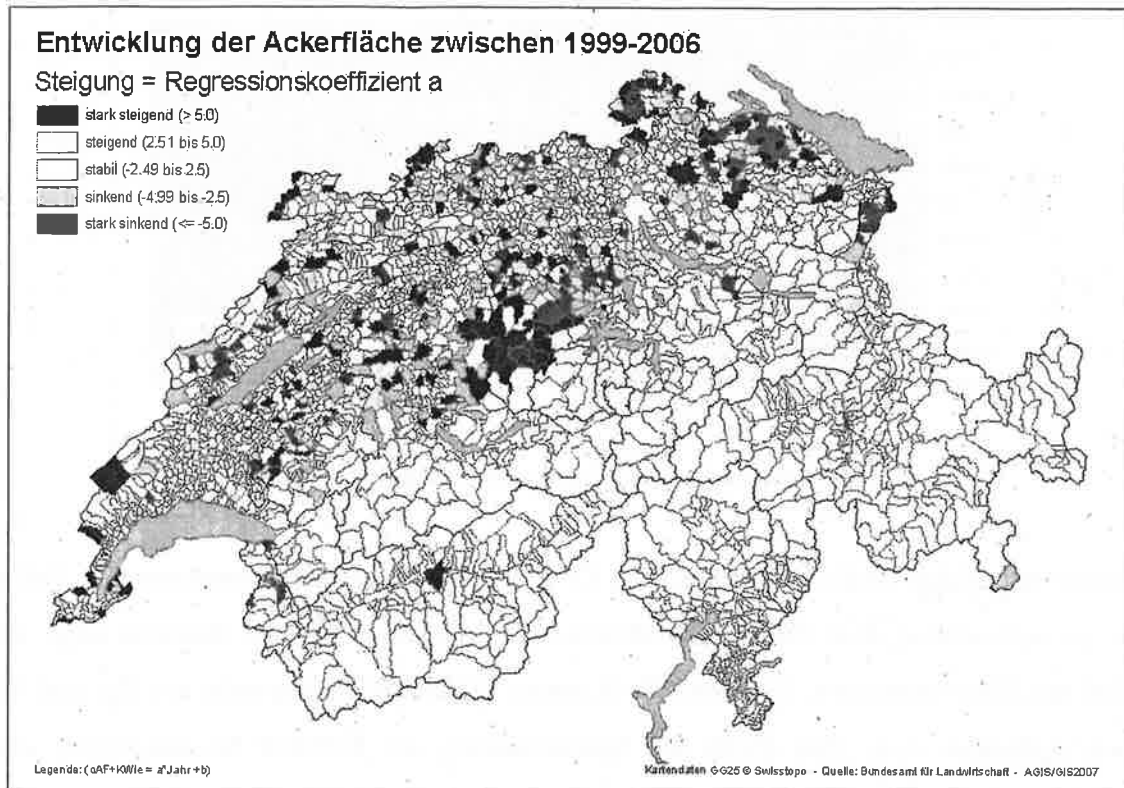 Entwicklung der Ackerfläche zwischen 1999-2006
Steigung = Regressionskoeffizient a
stark steigend (> 5.0)
steigend (2.51 bis 5.0)
stabil (-2.49 bis 2.5)
sinkend (-4.99 bis -2.5)
stark sinkend (<= -5.0)
Legende: (oAF+KWie = a*Jahr+b)
Kartendaten GG25 © Swisstopo - Quelle: Bundesamt für Landwirtschaft - AGIS/GIS2007